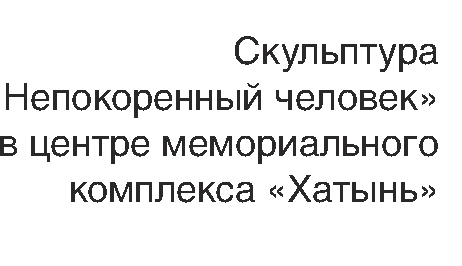 Скульптура
Непокоренный человек»
в центре мемориального
комплекса «Хатынь»